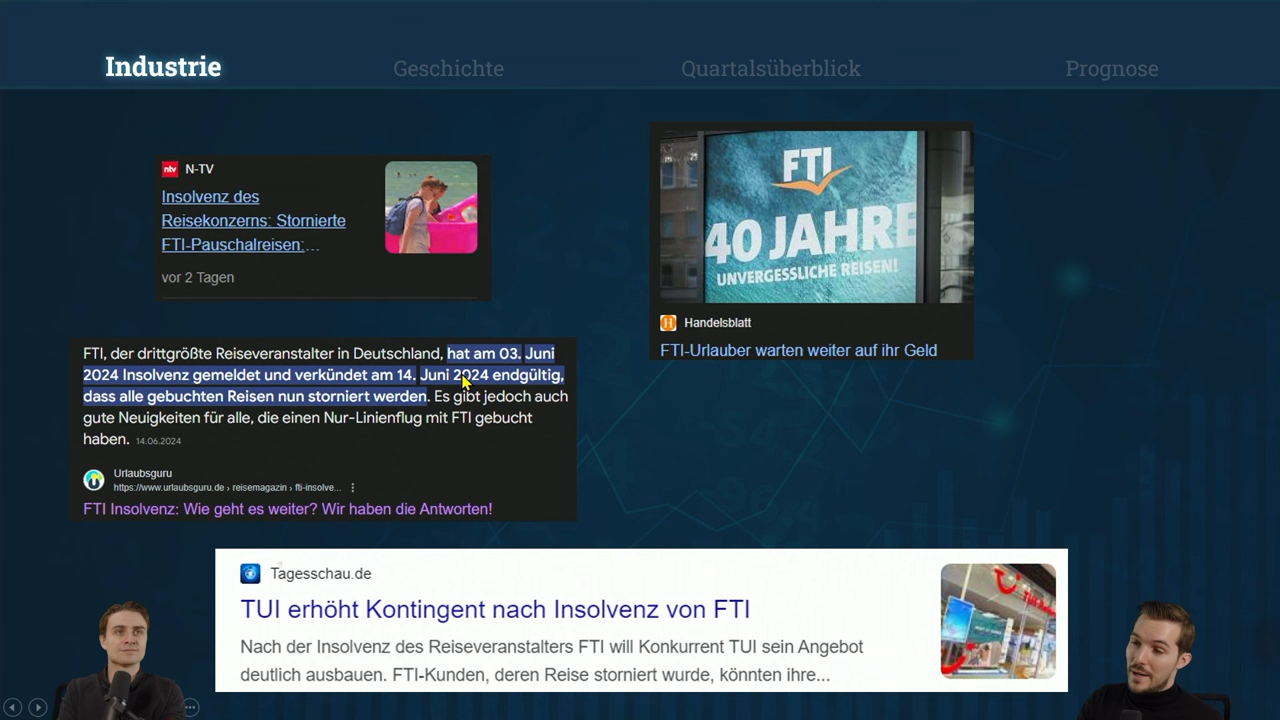 Industrie
Geschichte
Quartalsüberblick
Prognose
ntv N-TV
Insolvenz des
Reisekonzerns: Stornierte
FTI-Pauschalreisen:...
vor 2 Tagen
FTI
40 JAHRE
UNVERGESSLICHE REISEN!
H Handelsblatt
FTI-Urlauber warten weiter auf ihr Geld
FTI, der drittgrößte Reiseveranstalter in Deutschland, hat am 03. Juni
2024 Insolvenz gemeldet und verkündet am 14. Juni 2024 endgültig,
dass alle gebuchten Reisen nun storniert werden. Es gibt jedoch auch
gute Neuigkeiten für alle, die einen Nur-Linienflug mit FTI gebucht
haben. 14.06.2024
Urlaubsguru
https://www.urlaubsguru.de › reisemagazin › fti-insolve...
FTI Insolvenz: Wie geht es weiter? Wir haben die Antworten!
Tagesschau.de
TUI erhöht Kontingent nach Insolvenz von FTI
Nach der Insolvenz des Reiseveranstalters FTI will Konkurrent TUI sein Angebot
deutlich ausbauen. FTI-Kunden, deren Reise storniert wurde, könnten ihre...